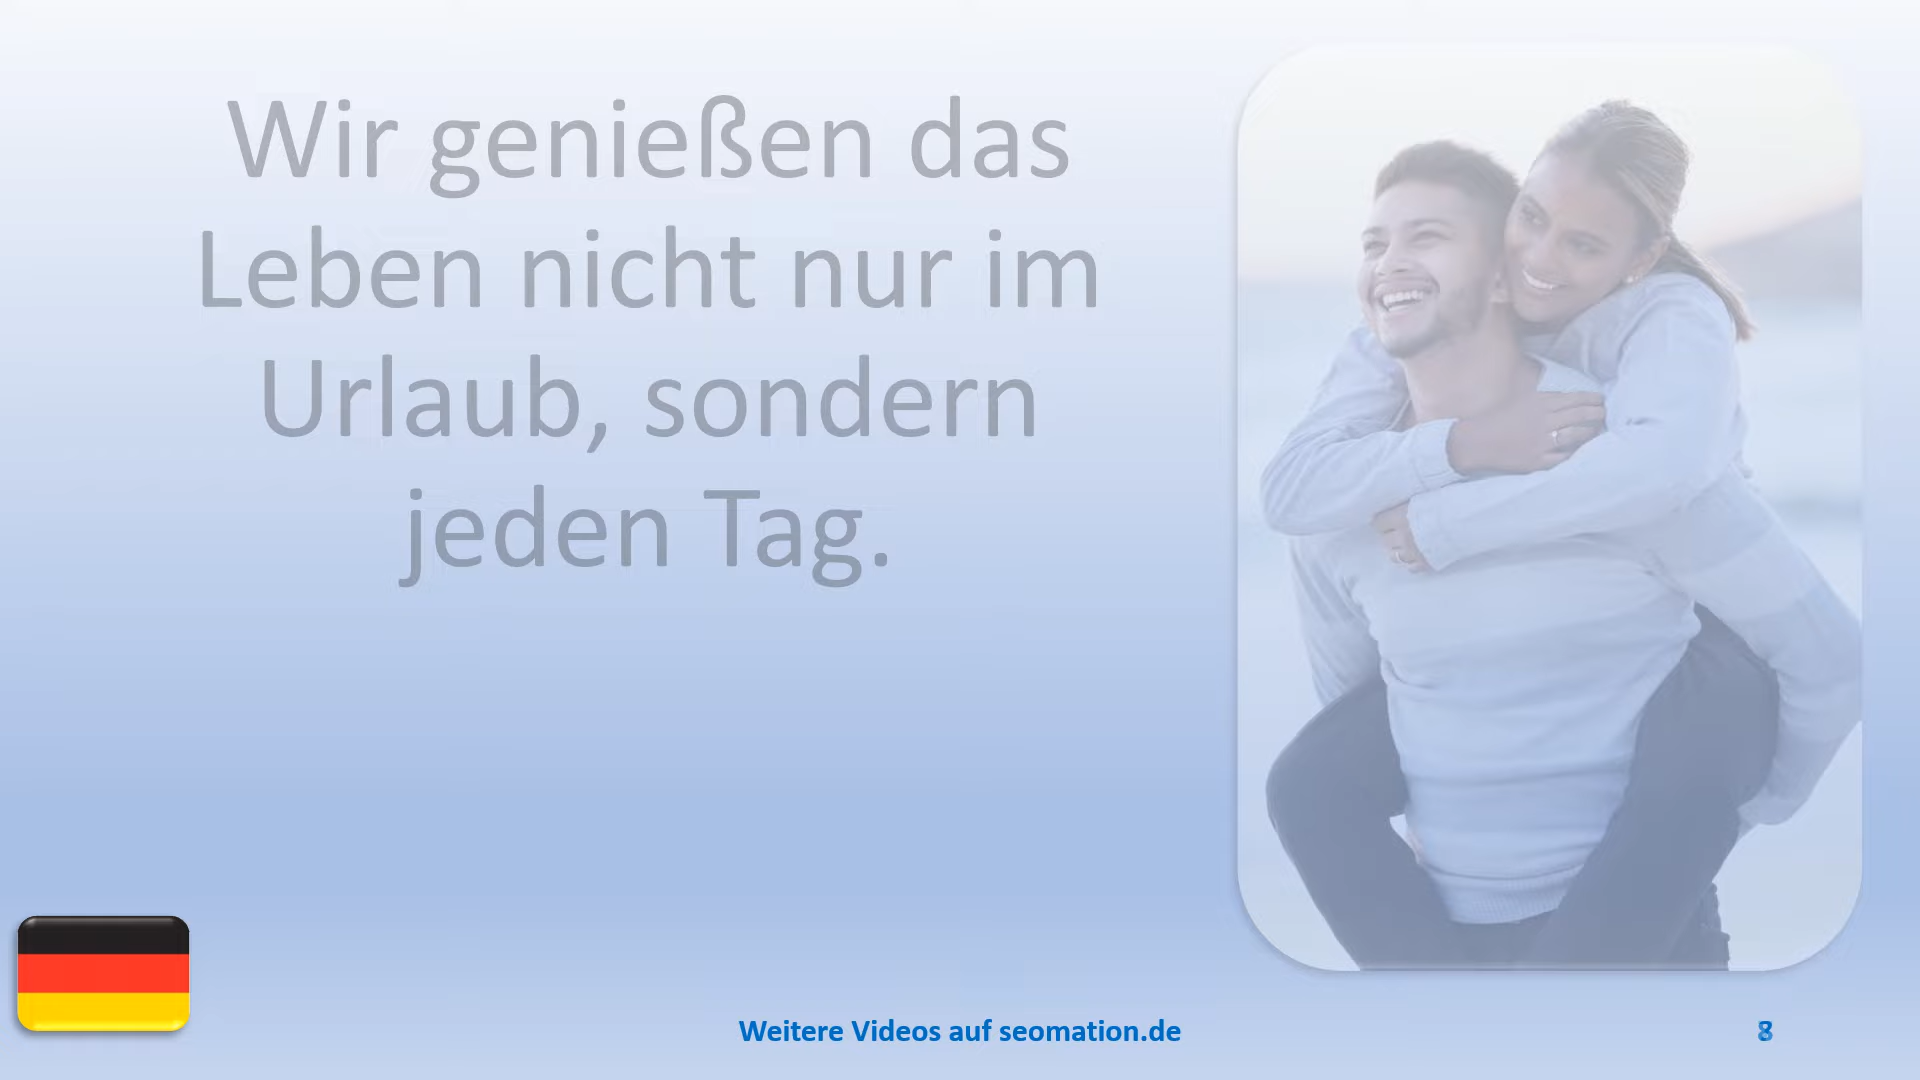 Wir genießen das
Leben nicht nur im
Urlaub, sondern
jeden Tag.
Weitere Videos auf seomation.de
8